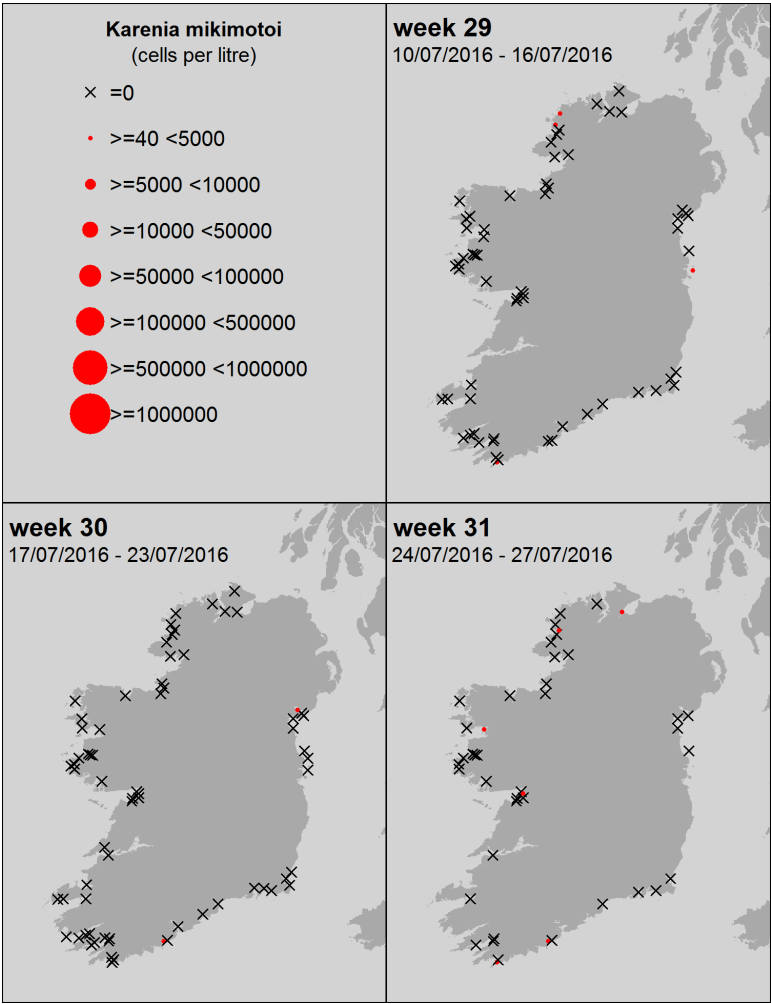 Karenia mikimotoi
(cells per litre)
=0
>=40 <5000
>=5000 <10000
>=10000 <50000
>=50000 <100000
>=100000 <500000
>=500000 <1000000
>=1000000
week 29
10/07/2016 - 16/07/2016
week 30
17/07/2016 - 23/07/2016
week 31
24/07/2016 - 27/07/2016